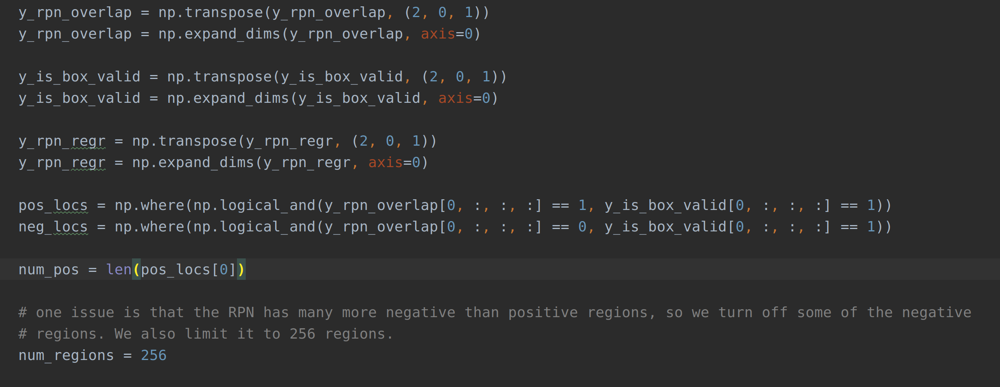 y_rpn_overlap = np.transpose(y_rpn_overlap, (2, 0, 1))
y_rpn_overlap = np.expand_dims(y_rpn_overlap, axis=0)
y_is_box_valid = np.transpose(y_is_box_valid, (2, 0, 1))
y_is_box_valid = np.expand_dims(y_is_box_valid, axis=0)
y_rpn_regr = np.transpose(y_rpn_regr, (2, 0, 1))
y_rpn_regr = np.expand_dims(y_rpn_regr, axis=0)
pos_locs = np.where(np.logical_and(y_rpn_overlap[0, :, :, :] == 1, y_is_box_valid[0, :, :, :] == 1))
neg_locs = np.where(np.logical_and(y_rpn_overlap[0, :, :, :] == 0, y_is_box_valid[0, :, :, :] == 1))
num_pos = len(pos_locs[0])
# one issue is that the RPN has many more negative than positive regions, so we turn off some of the negative
# regions. We also limit it to 256 regions.
num_regions = 256